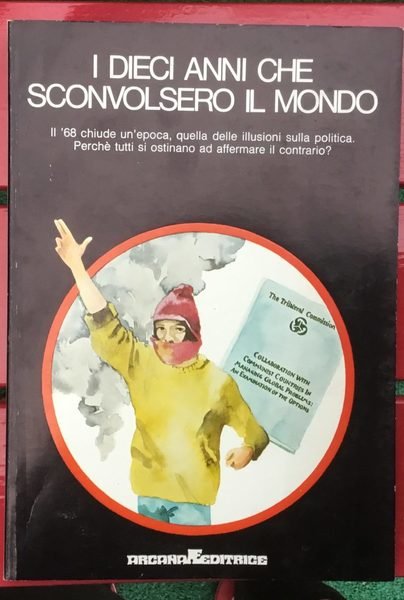 I DIECI ANNI CHE
SCONVOLSERO IL MONDO
Il '68 chiude un'epoca, quella delle illusioni sulla politica.
Perchè tutti si ostinano ad affermare il contrario?
The Trilateral Commission
COLLABORATION WITH
COMMUNIST COUNTRIES IN
MANAGING GLOBAL PROBLEMS:
AN EXAMINATION OF THE OPTIONS
ARCANA EDITRICE